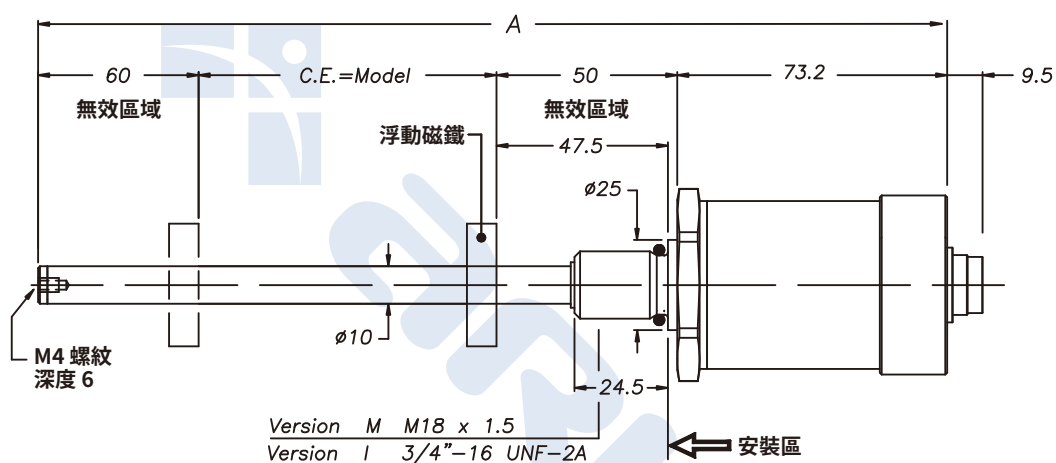 A
60
C.E.=Model
50
73.2
9.5
無效區域
無效區域
浮動磁鐵
47.5
ø25
ø10
M4 螺紋
深度 6
24.5
Version M M18 x 1.5
Version I 3/4”-16 UNF-2A
安裝區